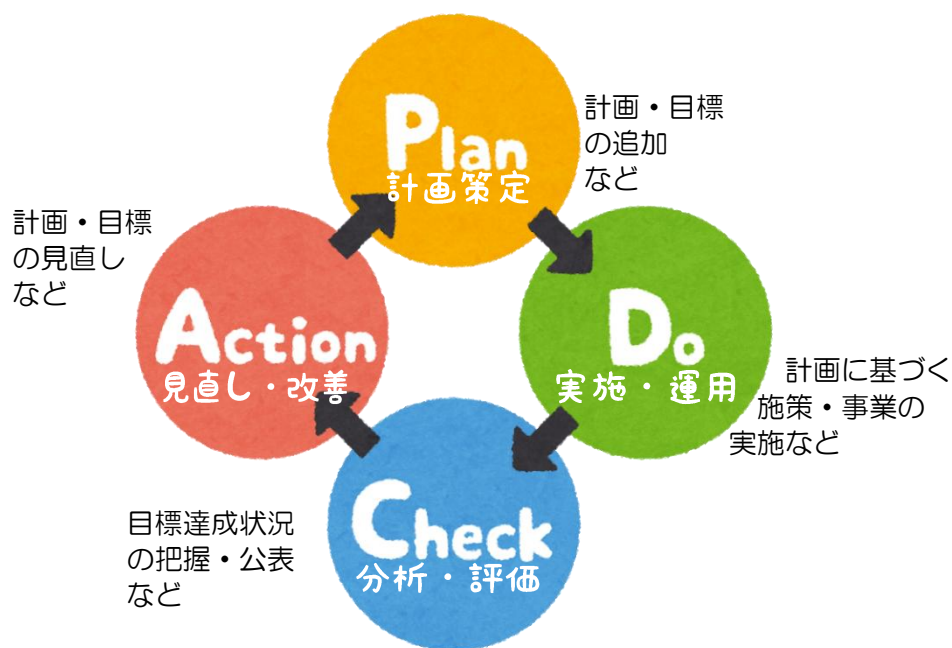 Plan
計画策定
計画・目標
の追加
など
Do
実施・運用
計画に基づく
施策・事業の
実施など
Check
分析・評価
目標達成状況
の把握・公表
など
Action
見直し・改善
計画・目標
の見直し
など